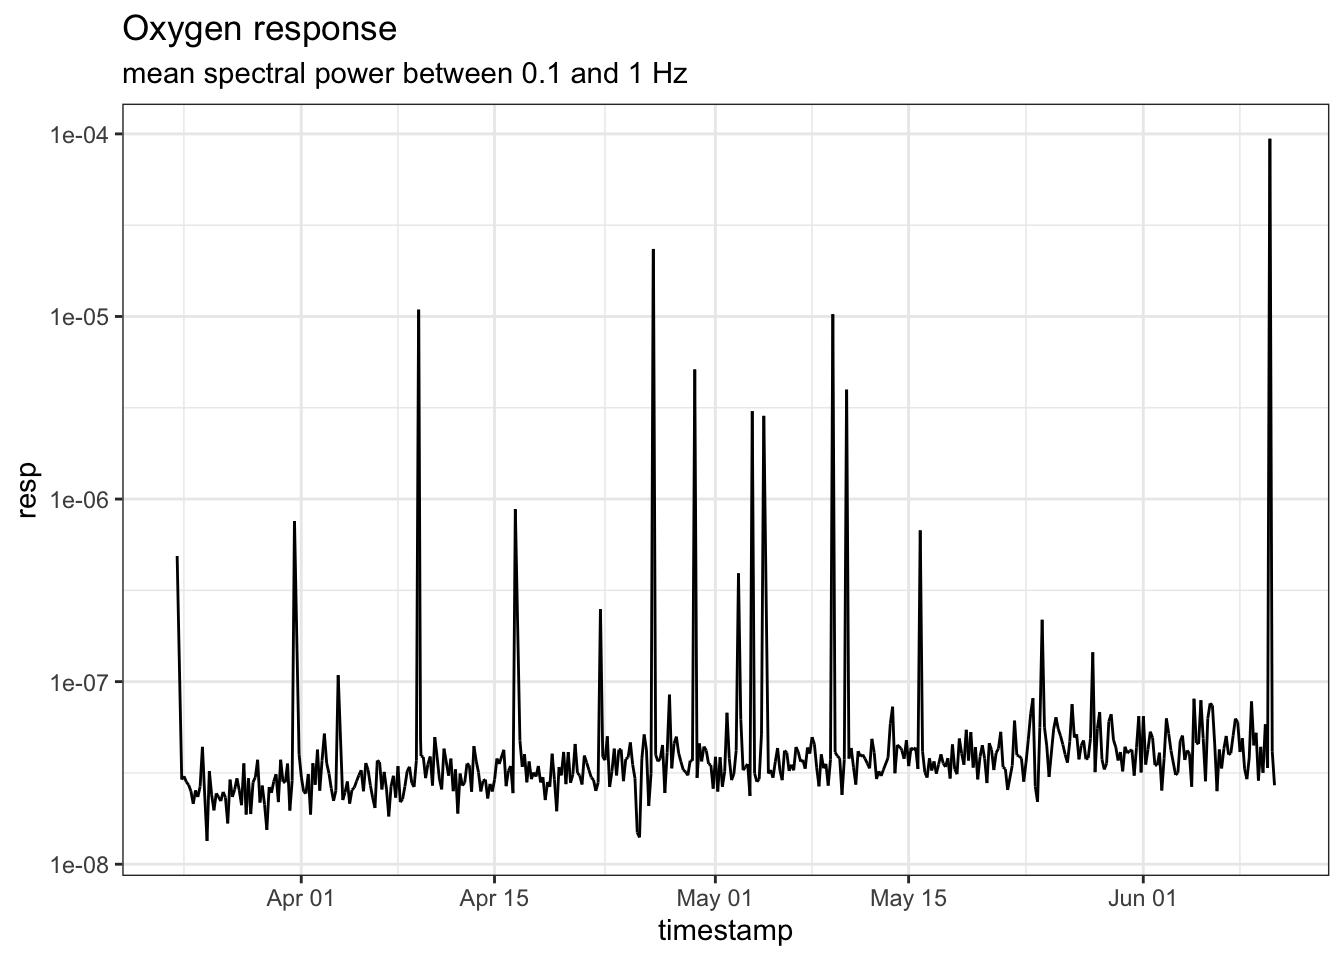 Oxygen response
mean spectral power between 0.1 and 1 Hz
1e-04
1e-05
1e-06
1e-07
1e-08
resp
Apr 01
Apr 15
May 01
May 15
Jun 01
timestamp